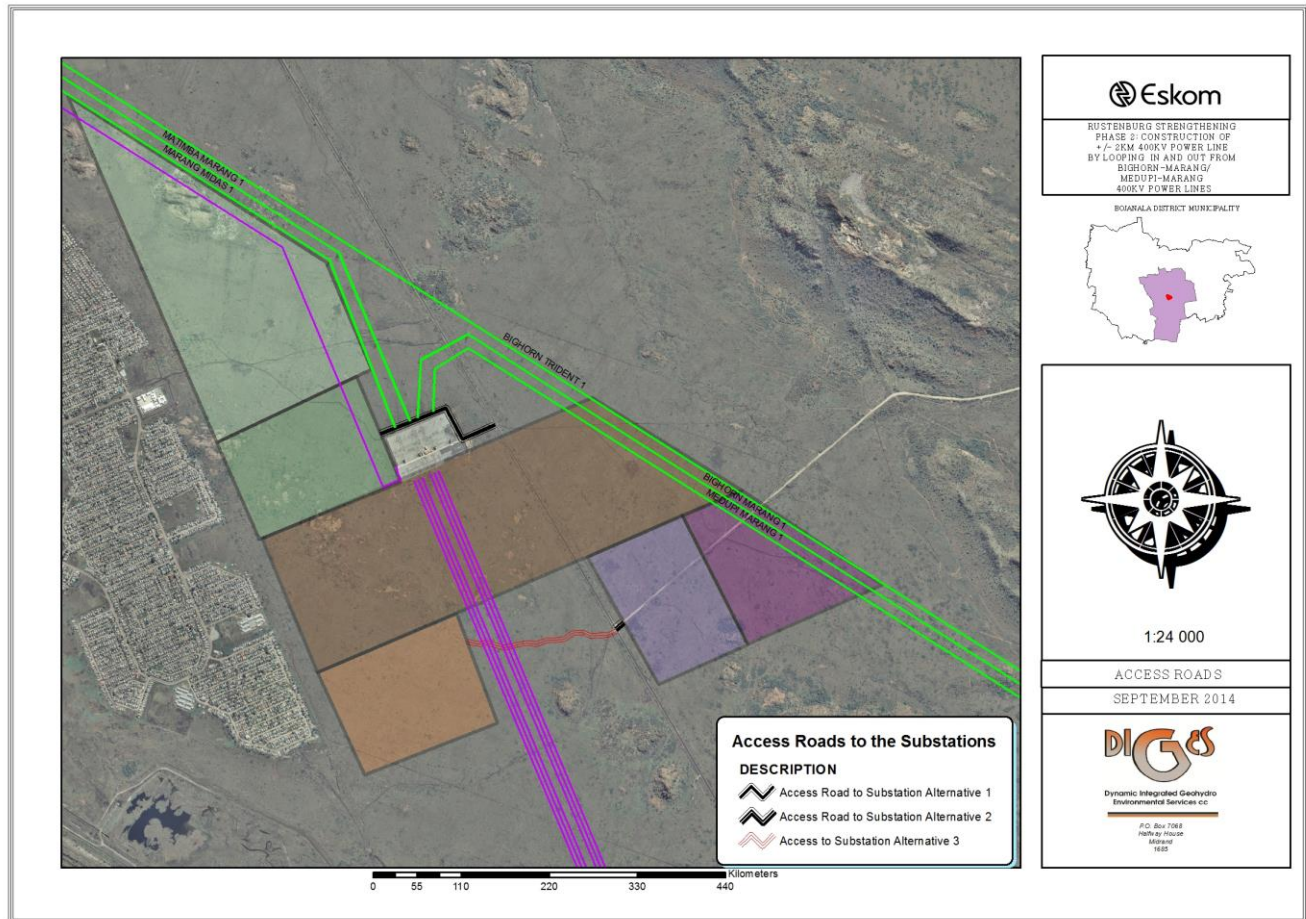 MATIMBA MARANG 1
MARANG MIDAS 1
BIGHORN TRIDENT 1
BIGHORN MARANG 1
MEDUPI MARANG 1
Access Roads to the Substations
DESCRIPTION
Access Road to Substation Alternative 1
Access Road to Substation Alternative 2
Access to Substation Alternative 3
Kilometers
0 55 110 220 330 440
Eskom
RUSTENBURG STRENGTHENING
PHASE 2: CONSTRUCTION OF
+/- 2KM 400KV POWER LINE
BY LOOPING IN AND OUT FROM
BIGHORN-MARANG/
MEDUPI-MARANG
400KV POWER LINES
BOJANALA DISTRICT MUNICIPALITY
1:24 000
ACCESS ROADS
SEPTEMBER 2014
DIGES
Dynamic Integrated Geohydro
Environmental Services cc
P.O. Box 7068
Halfway House
Midrand
1685